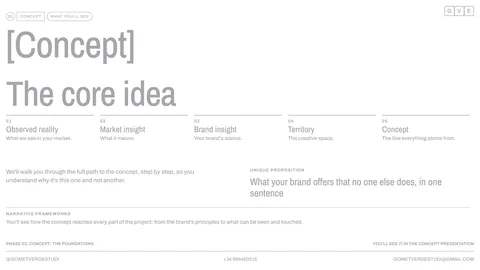 CONCEPT WHAT YOU'LL SEE
G V E
[Concept]
The core idea
01
Observed reality
What we see in your market.
02
Market insight
What it means.
03
Brand insight
Your brand's stance.
04
Territory
The creative space.
05
Concept
The line everything stems from.
We'll walk you through the full path to the concept, step by step, so you
understand why it's this one and not another.
UNIQUE PROPOSITION
What your brand offers that no one else does, in one
sentence
NARRATIVE FRAMEWORKS
You'll see how the concept reaches every part of the project: from the brand's principles to what can be seen and touched.
PHASE 03. CONCEPT: THE FOUNDATIONS
YOU'LL SEE IT IN THE CONCEPT PRESENTATION
@GOMETVERDESTUDI
GOMETVERDESTUDI@GMAIL.COM